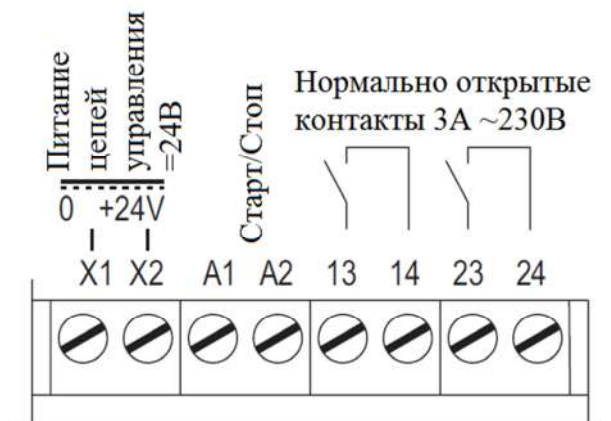 Питание
цепей
управления
=24В
Старт/Стоп
Нормально открытые
контакты 3А ~230В
0 +24V
X1 X2 A1 A2 13 14 23 24